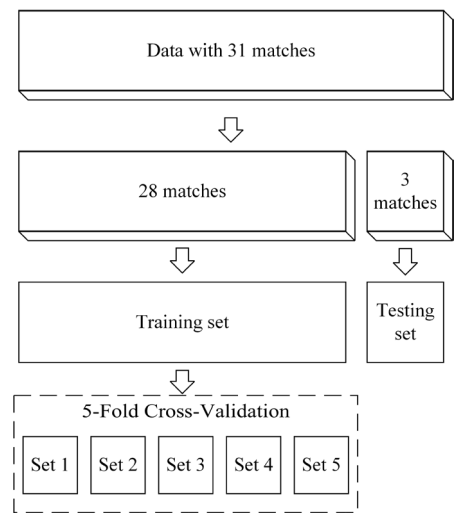 Data with 31 matches
28 matches
3
matches
Training set
Testing
set
5-Fold Cross-Validation
Set 1
Set 2
Set 3
Set 4
Set 5